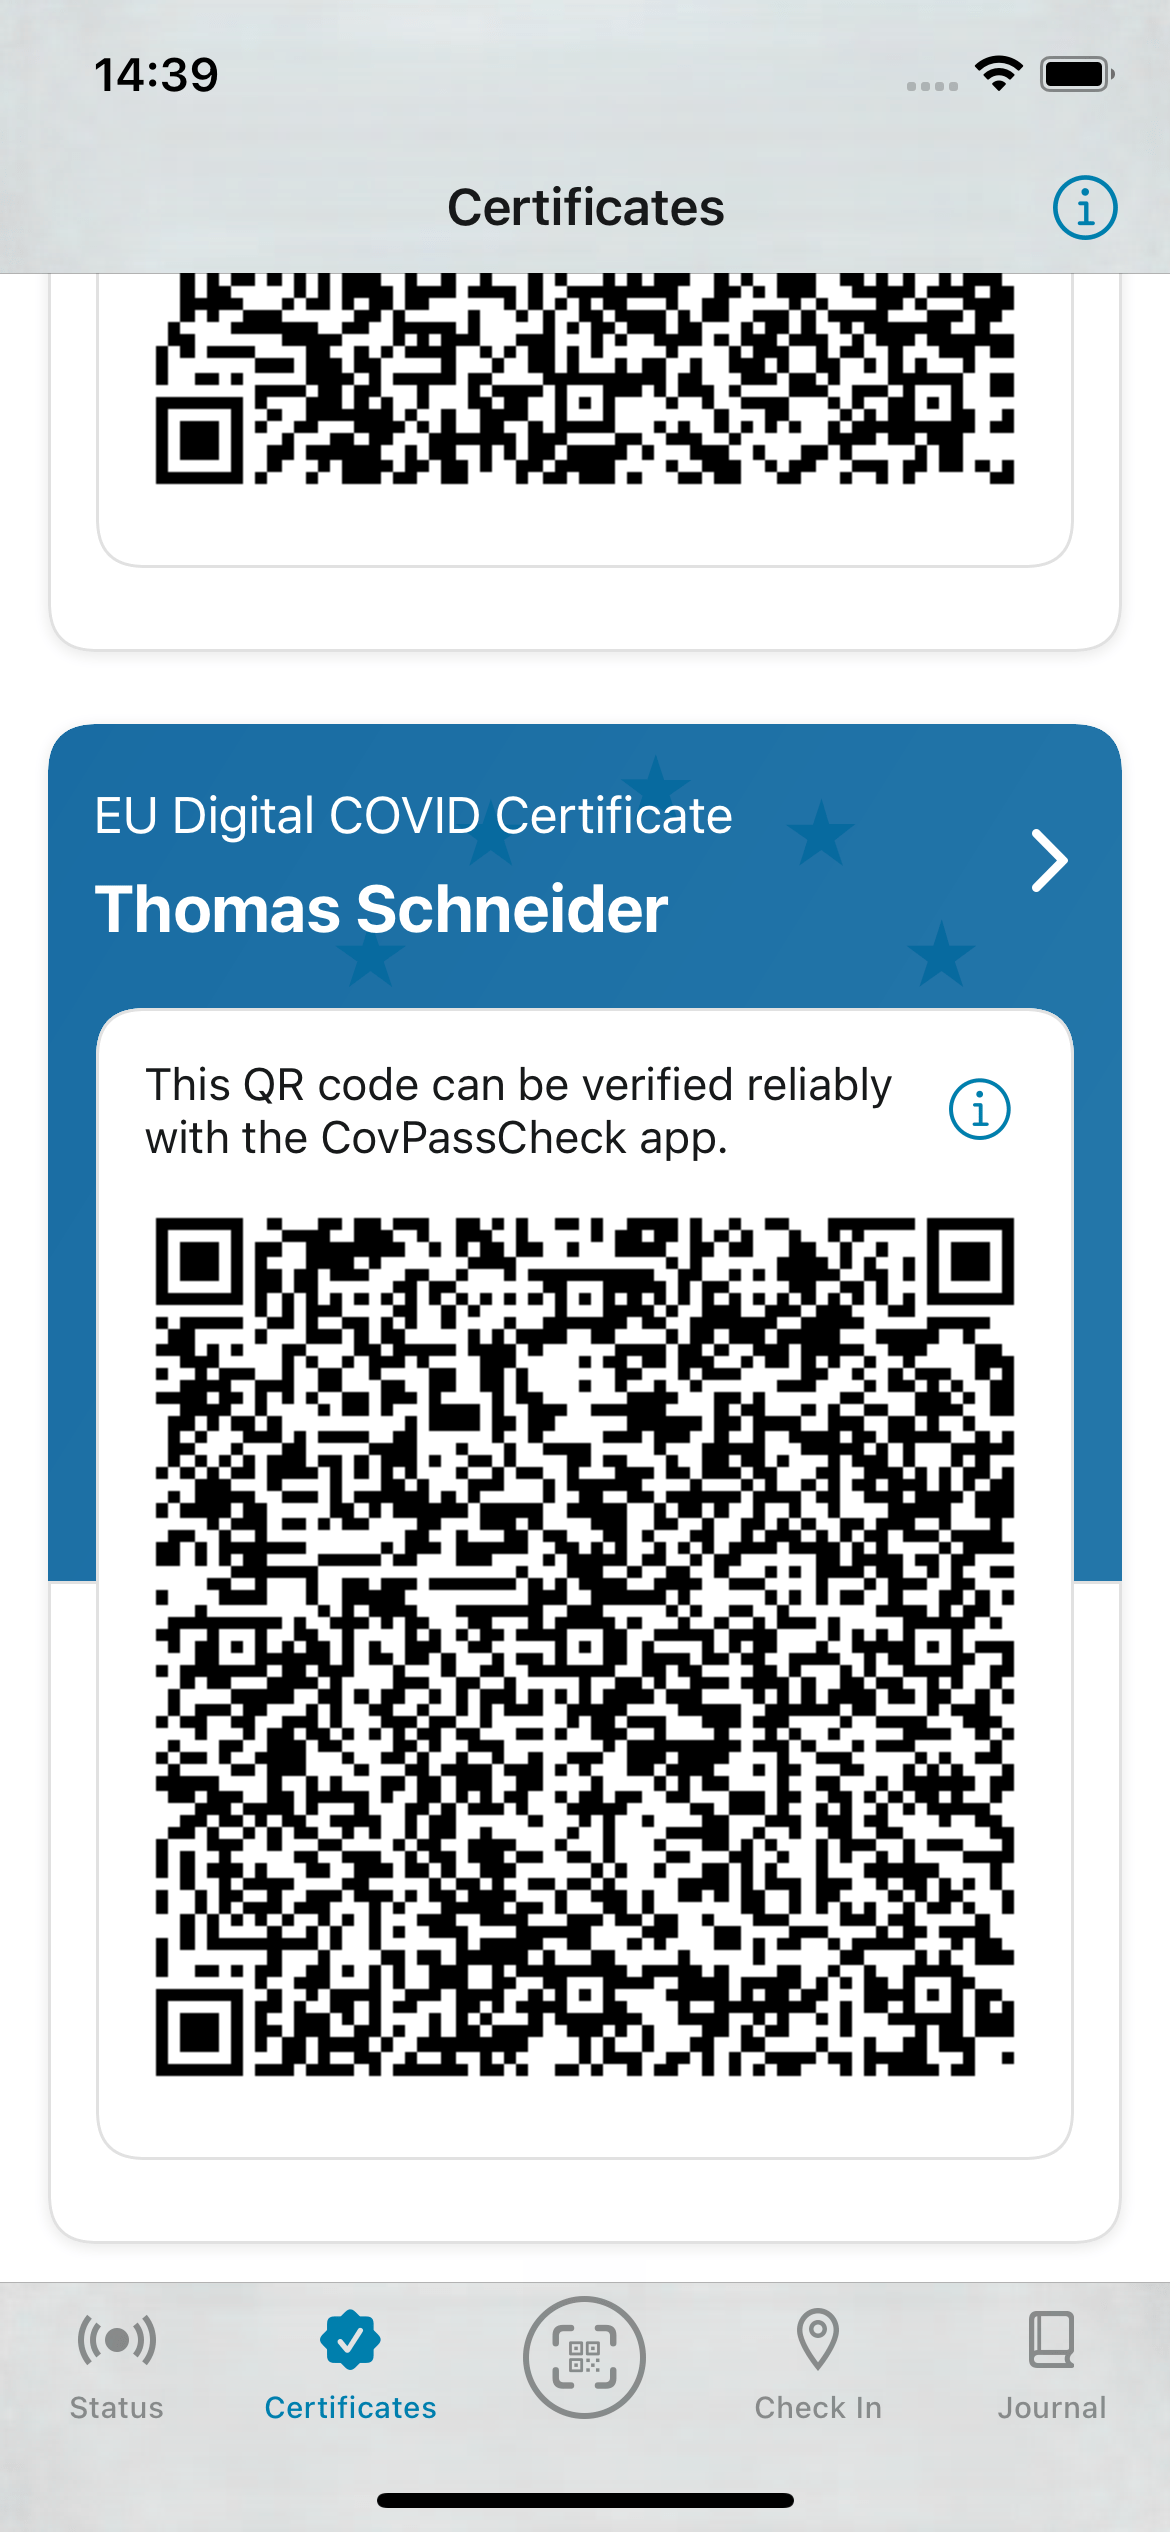 14:39
Certificates
EU Digital COVID Certificate
Thomas Schneider
This QR code can be verified reliably
with the CovPassCheck app.
Status
Certificates
Check In
Journal